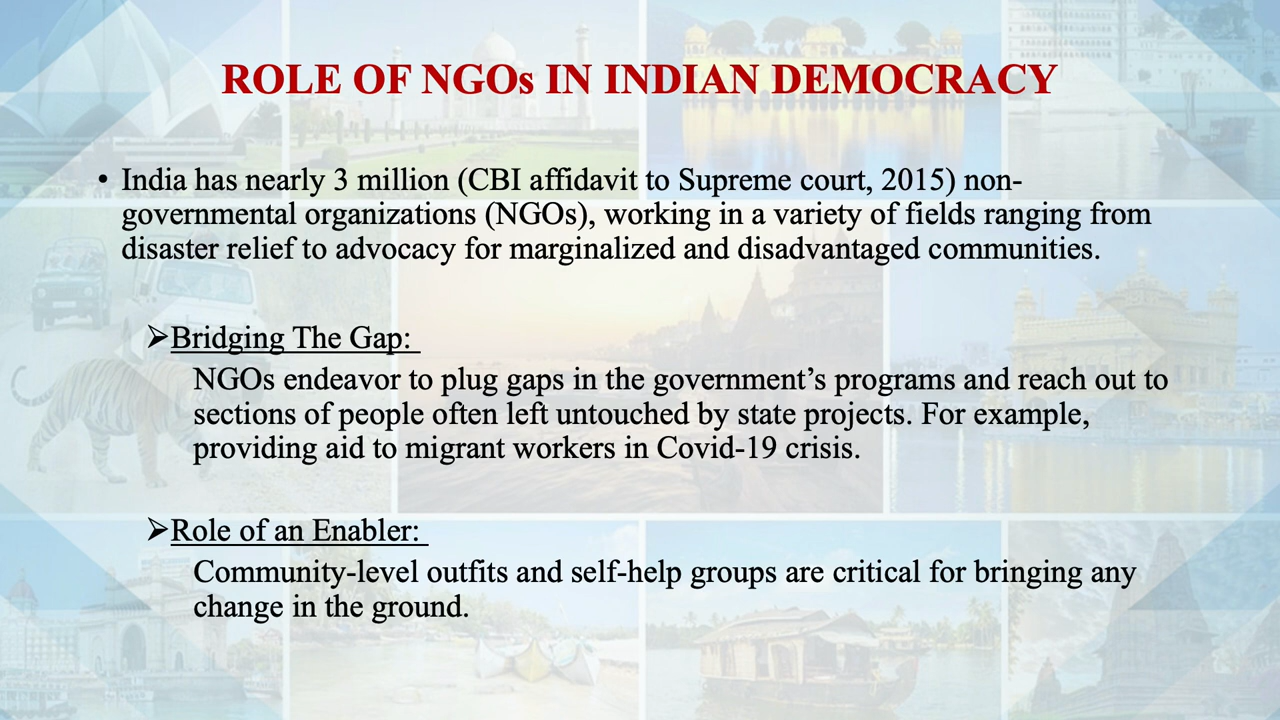 ROLE OF NGOs IN INDIAN DEMOCRACY
• India has nearly 3 million (CBI affidavit to Supreme court, 2015) non-
governmental organizations (NGOs), working in a variety of fields ranging from
disaster relief to advocacy for marginalized and disadvantaged communities.
➢Bridging The Gap:
NGOs endeavor to plug gaps in the government’s programs and reach out to
sections of people often left untouched by state projects. For example,
providing aid to migrant workers in Covid-19 crisis.
➢Role of an Enabler:
Community-level outfits and self-help groups are critical for bringing any
change in the ground.